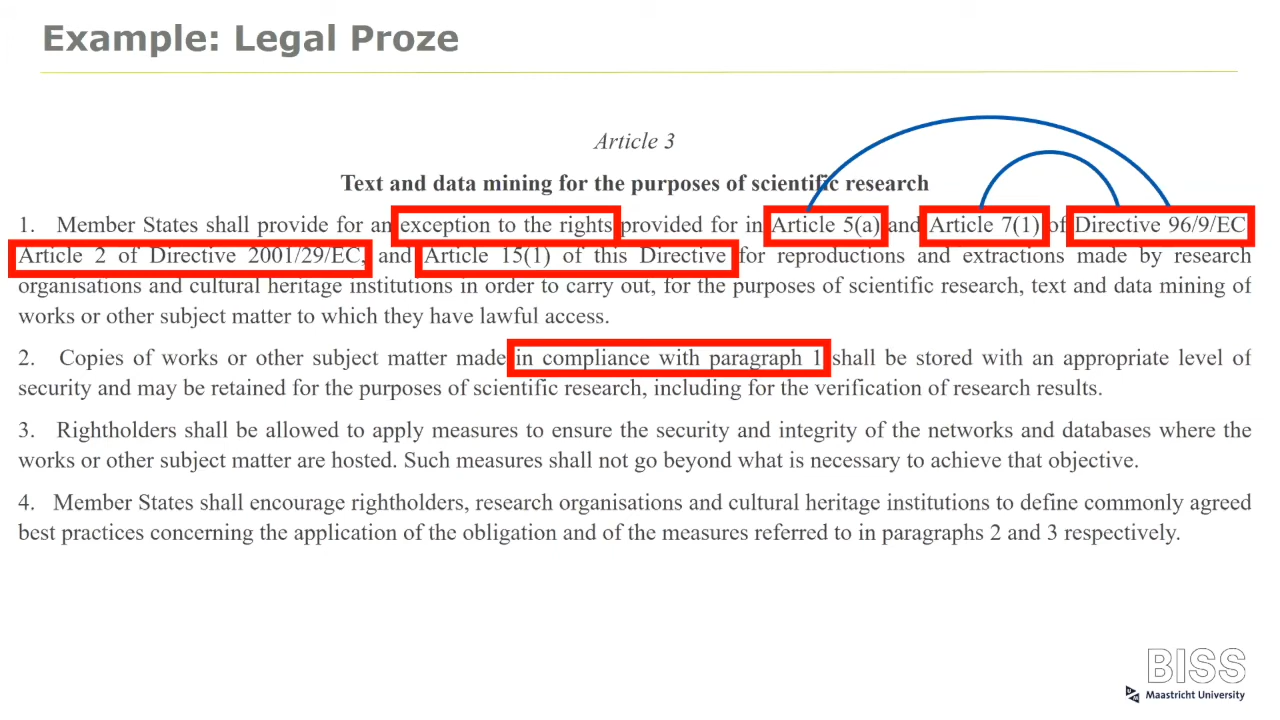 Example: Legal Proze
Article 3
Text and data mining for the purposes of scientific research
1. Member States shall provide for an exception to the rights provided for in Article 5(a) and Article 7(1) of Directive 96/9/EC
Article 2 of Directive 2001/29/EC, and Article 15(1) of this Directive for reproductions and extractions made by research
organisations and cultural heritage institutions in order to carry out, for the purposes of scientific research, text and data mining of
works or other subject matter to which they have lawful access.
2. Copies of works or other subject matter made in compliance with paragraph 1 shall be stored with an appropriate level of
security and may be retained for the purposes of scientific research, including for the verification of research results.
3. Rightholders shall be allowed to apply measures to ensure the security and integrity of the networks and databases where the
works or other subject matter are hosted. Such measures shall not go beyond what is necessary to achieve that objective.
4. Member States shall encourage rightholders, research organisations and cultural heritage institutions to define commonly agreed
best practices concerning the application of the obligation and of the measures referred to in paragraphs 2 and 3 respectively.
BISS
Maastricht University